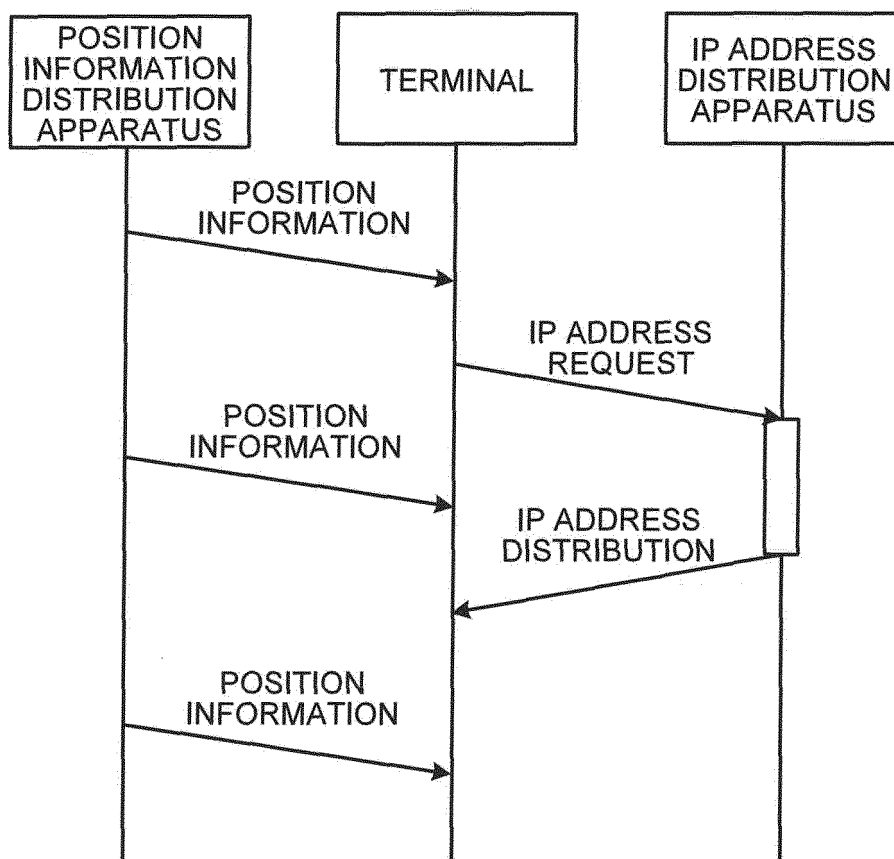 POSITION
INFORMATION
DISTRIBUTION
APPARATUS
TERMINAL
IP ADDRESS
DISTRIBUTION
APPARATUS
POSITION
INFORMATION
IP ADDRESS
REQUEST
POSITION
INFORMATION
IP ADDRESS
DISTRIBUTION
POSITION
INFORMATION